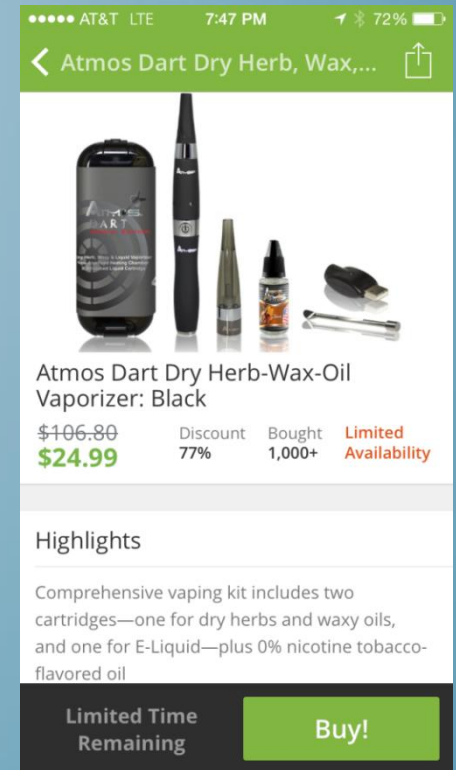 AT&T LTE 7:47 PM 72%
Atmos Dart Dry Herb, Wax,...
ATMOS
DART
Atmos Dart Dry Herb-Wax-Oil
Vaporizer: Black
$106.80 Discount Bought Limited
$24.99 77% 1,000+ Availability
Highlights
Comprehensive vaping kit includes two
cartridges—one for dry herbs and waxy oils,
and one for E-Liquid—plus 0% nicotine tobacco-
flavored oil
Limited Time
Remaining
Buy!